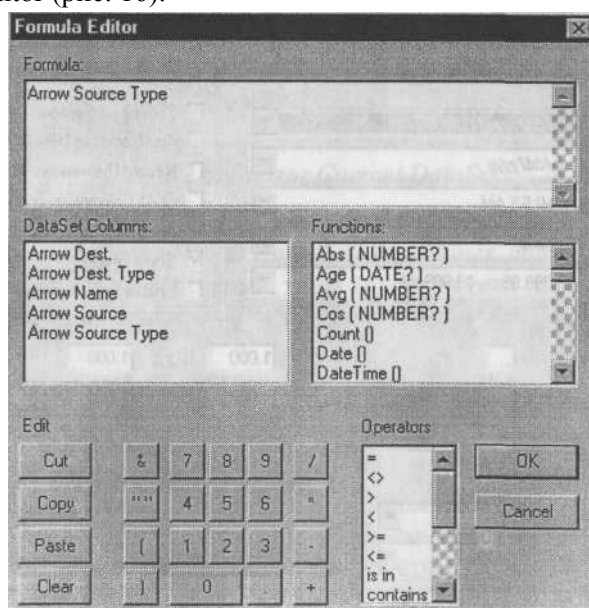 Formula Editor
Formula:
Arrow Source Type
DataSet Columns:
Arrow Dest.
Arrow Dest. Type
Arrow Name
Arrow Source
Arrow Source Type
Functions:
Abs ( NUMBER? )
Age ( DATE? )
Avg ( NUMBER? )
Cos ( NUMBER? )
Count ()
Date ()
DateTime ()
Edit
Cut
Copy
Paste
Clear
& 7 8 9 /
"" 4 5 6 *
( 1 2 3 -
) 0 . +
Operators
=
<>
>
<
>=
<=
is in
contains
OK
Cancel